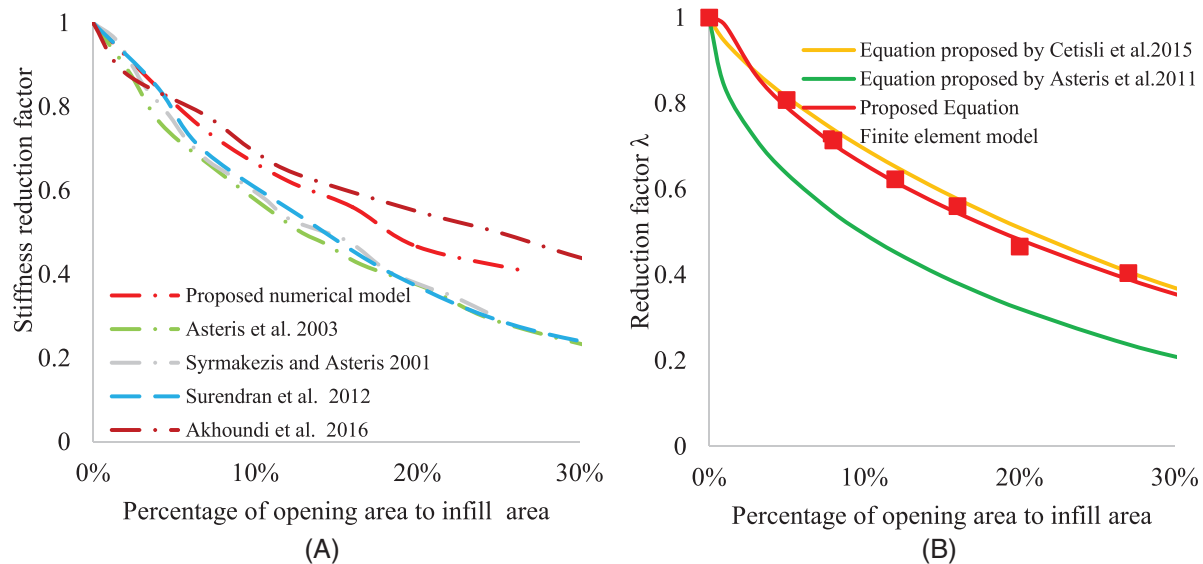 1
0.8
0.6
0.4
0.2
0
Stiffness reduction factor
Proposed numerical model
Asteris et al. 2003
Syrmakezis and Asteris 2001
Surendran et al. 2012
Akhoundi et al. 2016
0% 10% 20% 30%
Percentage of opening area to infill area
(A)
1
0.8
0.6
0.4
0.2
0
Reduction factor λ
Equation proposed by Cetisli et al.2015
Equation proposed by Asteris et al.2011
Proposed Equation
Finite element model
0% 10% 20% 30%
Percentage of opening area to infill area
(B)